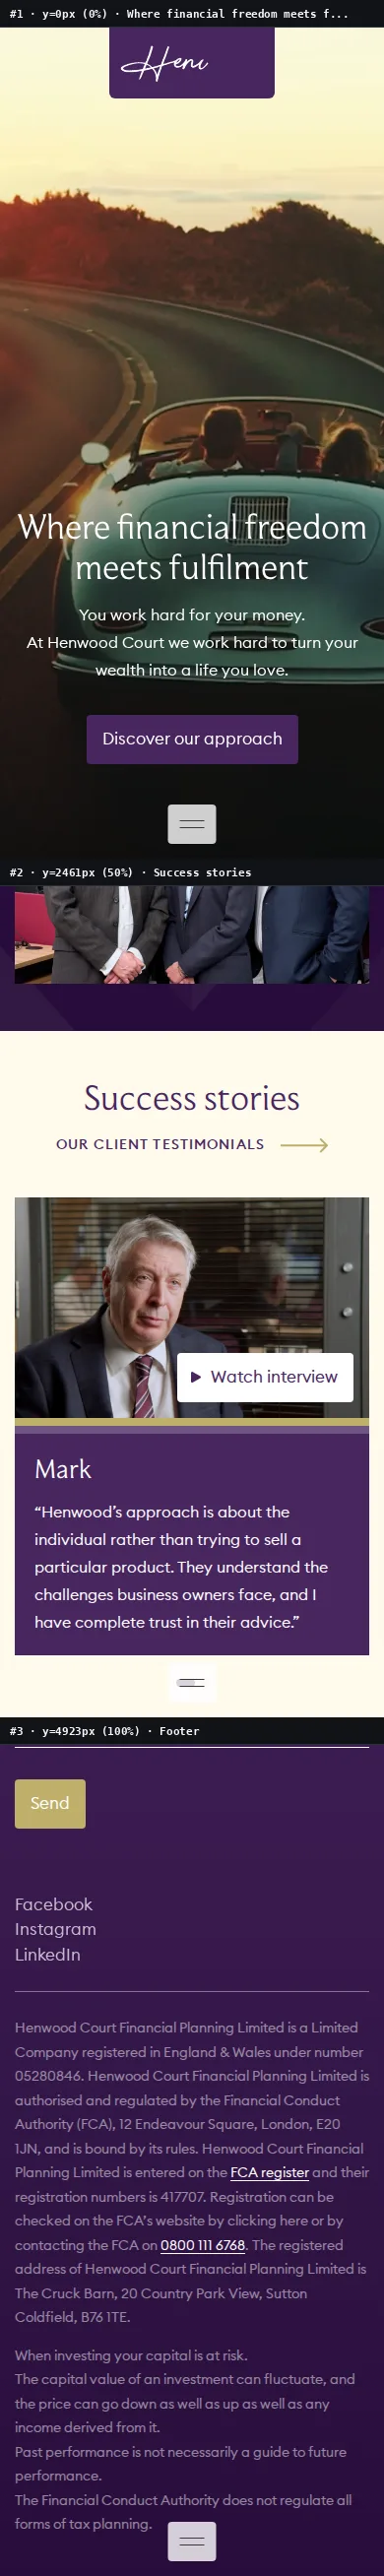 #1 · y=0px (0%) · Where financial freedom meets f...
Heni
Where financial freedom
meets fulfilment
You work hard for your money.
At Henwood Court we work hard to turn your
wealth into a life you love.
Discover our approach
#2 · y=2461px (50%) · Success stories
Success stories
OUR CLIENT TESTIMONIALS
Watch interview
Mark
“Henwood’s approach is about the
individual rather than trying to sell a
particular product. They understand the
challenges business owners face, and I
have complete trust in their advice.”
#3 · y=4923px (100%) · Footer
Send
Facebook
Instagram
LinkedIn
Henwood Court Financial Planning Limited is a Limited
Company registered in England & Wales under number
05280846. Henwood Court Financial Planning Limited is
authorised and regulated by the Financial Conduct
Authority (FCA), 12 Endeavour Square, London, E20
1JN, and is bound by its rules. Henwood Court Financial
Planning Limited is entered on the FCA register and their
registration numbers is 417707. Registration can be
checked on the FCA’s website by clicking here or by
contacting the FCA on 0800 111 6768. The registered
address of Henwood Court Financial Planning Limited is
The Cruck Barn, 20 Country Park View, Sutton
Coldfield, B76 1TE.
When investing your capital is at risk.
The capital value of an investment can fluctuate, and
the price can go down as well as up as well as any
income derived from it.
Past performance is not necessarily a guide to future
performance.
The Financial Conduct Authority does not regulate all
forms of tax planning.